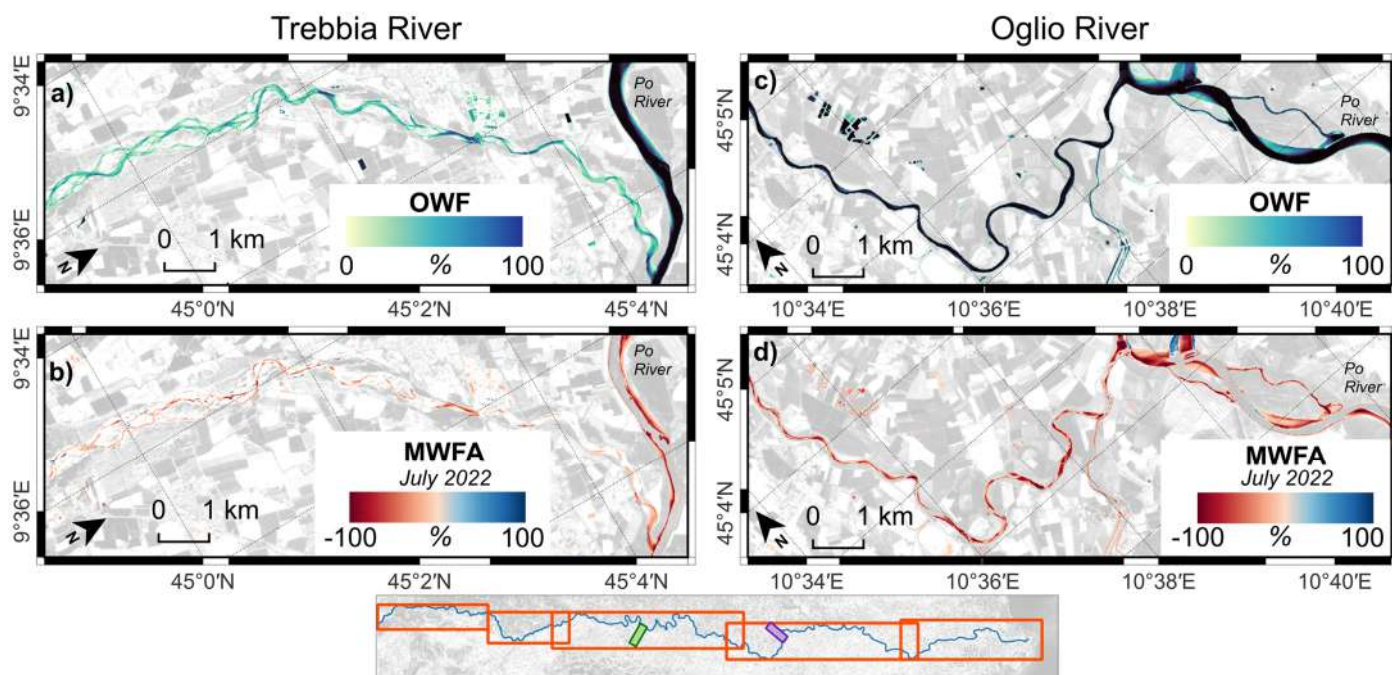 Trebbia River
Oglio River
a)
9°34'E
9°36'E
Po
River
OWF
0 % 100
0 1 km
N
45°0'N 45°2'N 45°4'N
c)
45°5'N
45°4'N
Po
River
OWF
0 % 100
0 1 km
N
10°34'E 10°36'E 10°38'E 10°40'E
b)
9°34'E
9°36'E
Po
River
MWFA
July 2022
-100 % 100
0 1 km
N
45°0'N 45°2'N 45°4'N
d)
45°5'N
45°4'N
Po
River
MWFA
July 2022
-100 % 100
0 1 km
N
10°34'E 10°36'E 10°38'E 10°40'E